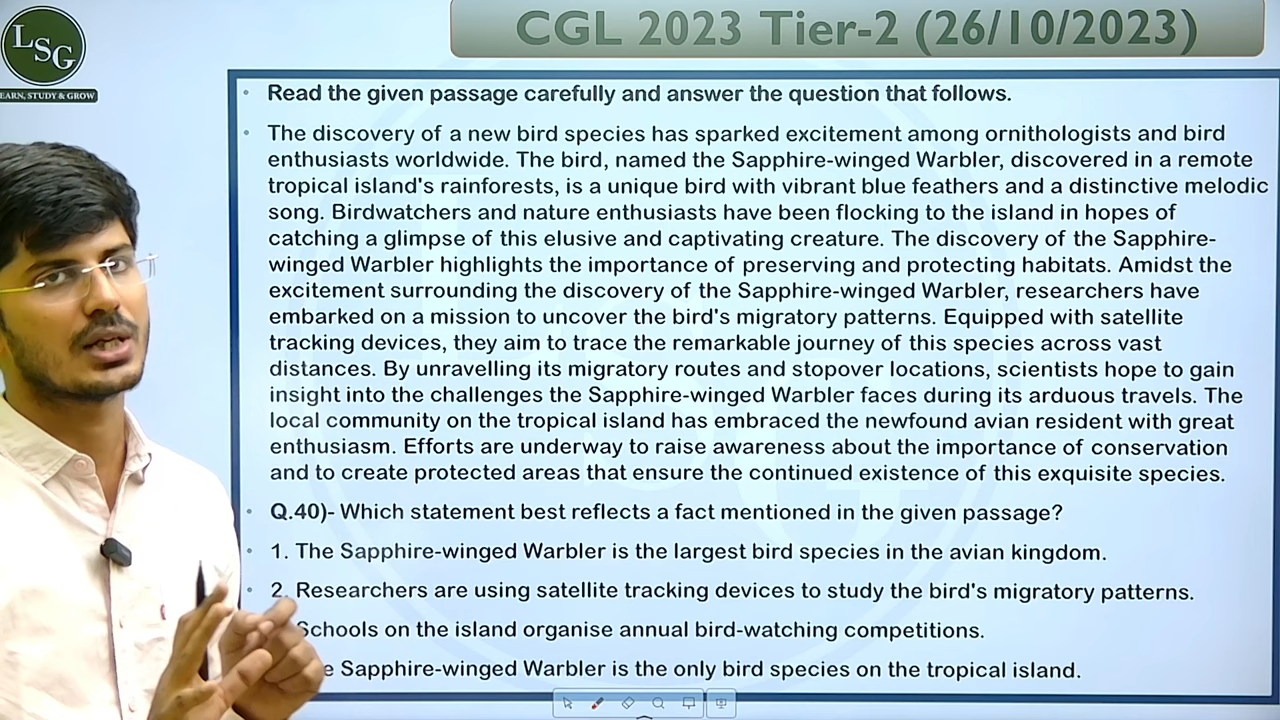 LSG
EARN, STUDY & GROW
CGL 2023 Tier-2 (26/10/2023)
• Read the given passage carefully and answer the question that follows.
• The discovery of a new bird species has sparked excitement among ornithologists and bird
enthusiasts worldwide. The bird, named the Sapphire-winged Warbler, discovered in a remote
tropical island's rainforests, is a unique bird with vibrant blue feathers and a distinctive melodic
song. Birdwatchers and nature enthusiasts have been flocking to the island in hopes of
catching a glimpse of this elusive and captivating creature. The discovery of the Sapphire-
winged Warbler highlights the importance of preserving and protecting habitats. Amidst the
excitement surrounding the discovery of the Sapphire-winged Warbler, researchers have
embarked on a mission to uncover the bird's migratory patterns. Equipped with satellite
tracking devices, they aim to trace the remarkable journey of this species across vast
distances. By unravelling its migratory routes and stopover locations, scientists hope to gain
insight into the challenges the Sapphire-winged Warbler faces during its arduous travels. The
local community on the tropical island has embraced the newfound avian resident with great
enthusiasm. Efforts are underway to raise awareness about the importance of conservation
and to create protected areas that ensure the continued existence of this exquisite species.
• Q.40)- Which statement best reflects a fact mentioned in the given passage?
• 1. The Sapphire-winged Warbler is the largest bird species in the avian kingdom.
• 2. Researchers are using satellite tracking devices to study the bird's migratory patterns.
Schools on the island organise annual bird-watching competitions.
e Sapphire-winged Warbler is the only bird species on the tropical island.